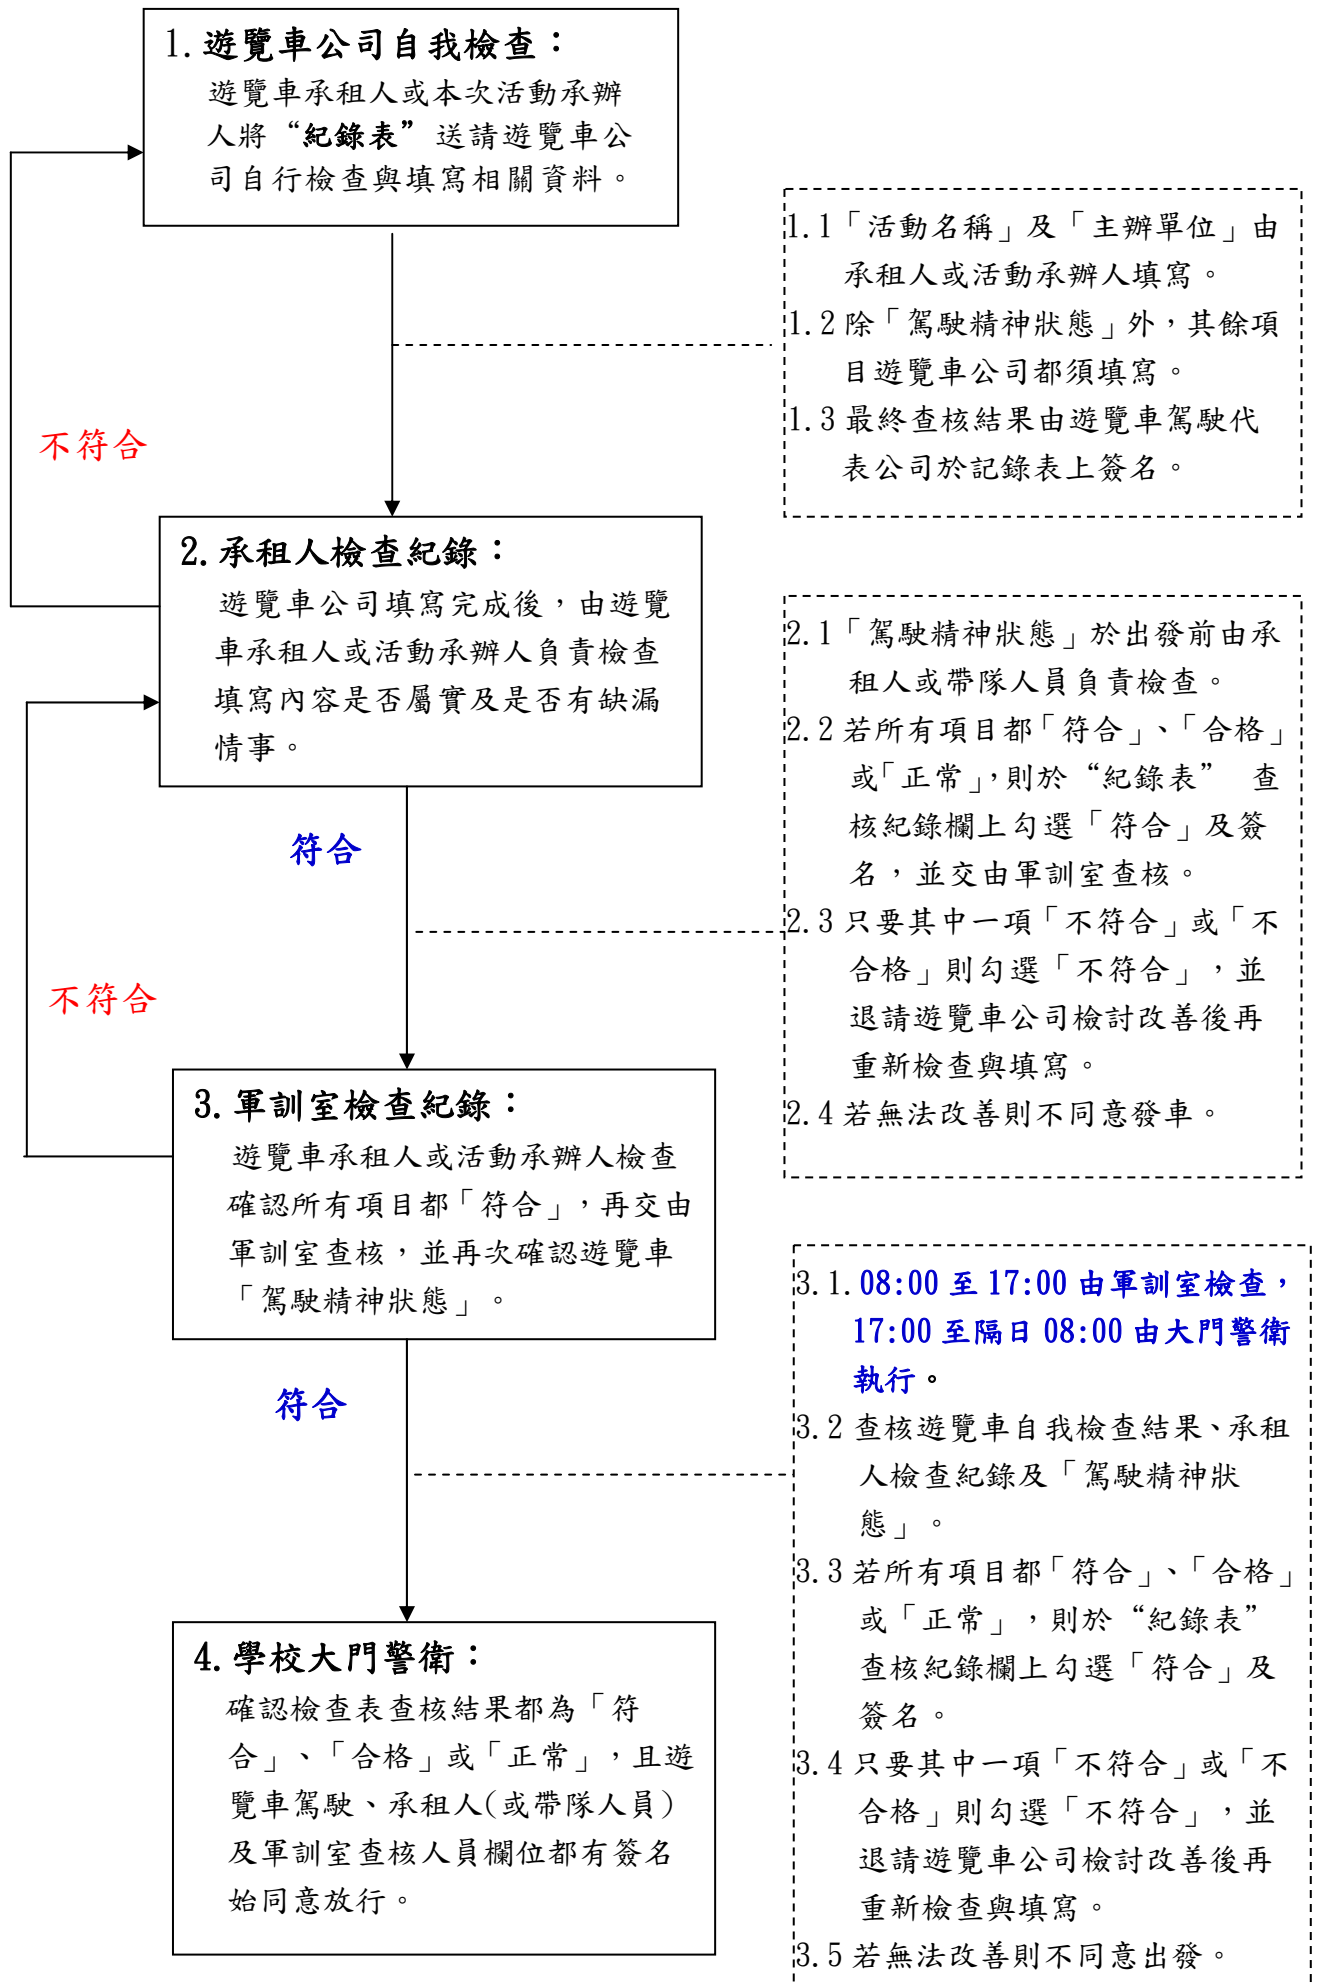 1.遊覽車公司自我檢查：
遊覽車承租人或本次活動承辦
人將“紀錄表”送請遊覽車公
司自行檢查與填寫相關資料。
1.1「活動名稱」及「主辦單位」由
承租人或活動承辦人填寫。
1.2 除「駕駛精神狀態」外，其餘項
目遊覽車公司都須填寫。
1.3 最終查核結果由遊覽車駕駛代
表公司於記錄表上簽名。
不符合
2.承租人檢查紀錄：
遊覽車公司填寫完成後，由遊覽
車承租人或活動承辦人負責檢查
填寫內容是否屬實及是否有缺漏
情事。
2.1「駕駛精神狀態」於出發前由承
租人或帶隊人員負責檢查。
2.2 若所有項目都「符合」、「合格」
或「正常」，則於“紀錄表” 查
核紀錄欄上勾選「符合」及簽
名，並交由軍訓室查核。
2.3 只要其中一項「不符合」或「不
合格」則勾選「不符合」，並
退請遊覽車公司檢討改善後再
重新檢查與填寫。
2.4 若無法改善則不同意發車。
符合
不符合
3.軍訓室檢查紀錄：
遊覽車承租人或活動承辦人檢查
確認所有項目都「符合」，再交由
軍訓室查核，並再次確認遊覽車
「駕駛精神狀態」。
3.1.08:00 至 17:00 由軍訓室檢查，
17:00 至隔日 08:00 由大門警衛
執行。
3.2 查核遊覽車自我檢查結果、承租
人檢查紀錄及「駕駛精神狀
態」。
3.3 若所有項目都「符合」、「合格」
或「正常」，則於“紀錄表”
查核紀錄欄上勾選「符合」及
簽名。
3.4 只要其中一項「不符合」或「不
合格」則勾選「不符合」，並
退請遊覽車公司檢討改善後再
重新檢查與填寫。
3.5 若無法改善則不同意出發。
符合
4.學校大門警衛：
確認檢查表查核結果都為「符
合」、「合格」或「正常」，且遊
覽車駕駛、承租人(或帶隊人員)
及軍訓室查核人員欄位都有簽名
始同意放行。